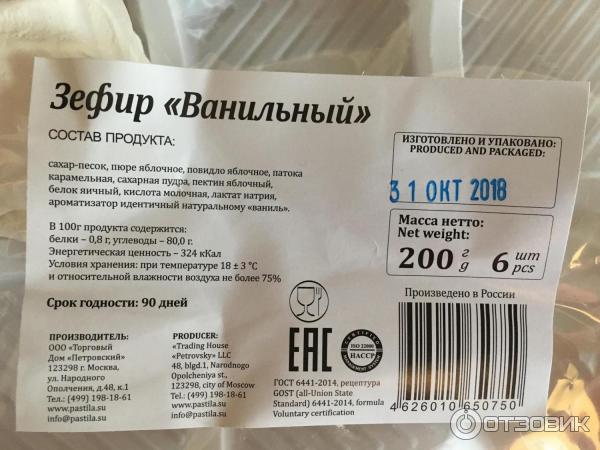 Зефир «Ванильный»
СОСТАВ ПРОДУКТА:
сахар-песок, пюре яблочное, повидло яблочное, патока
карамельная, сахарная пудра, пектин яблочный,
белок яичный, кислота молочная, лактат натрия,
ароматизатор идентичный натуральному «ваниль».
В 100г продукта содержится:
белки – 0,8 г, углеводы – 80,0 г.
Энергетическая ценность – 324 кКал
Условия хранения: при температуре 18 ± 3 °C
и относительной влажности воздуха не более 75%
Срок годности: 90 дней
ПРОИЗВОДИТЕЛЬ:
ООО «Торговый
Дом «Петровский»
123298 г. Москва,
ул. Народного
Ополчения, д.48, к.1
Тел.: (499) 198-18-61
www.pastila.su
info@pastila.su
PRODUCER:
«Trading House
«Petrovsky» LLC
48, blgd.1, Narodnogo
Opolcheniya st.,
123298, city of Moscow
Tel.: (499) 198-18-61
www.pastila.su
info@pastila.su
ИЗГОТОВЛЕНО И УПАКОВАНО:
PRODUCED AND PACKAGED:
31 ОКТ 2018
Масса нетто:
Net weight:
200 г g 6 шт pcs
Произведено в России
EAC
CERTIFIED
ISO 22000
HACCP
ГОСТ 6441-2014, рецептура
GOST (all-Union State
Standard) 6441-2014, formula
Voluntary certification
4 626010 650750
ОТЗОВИК